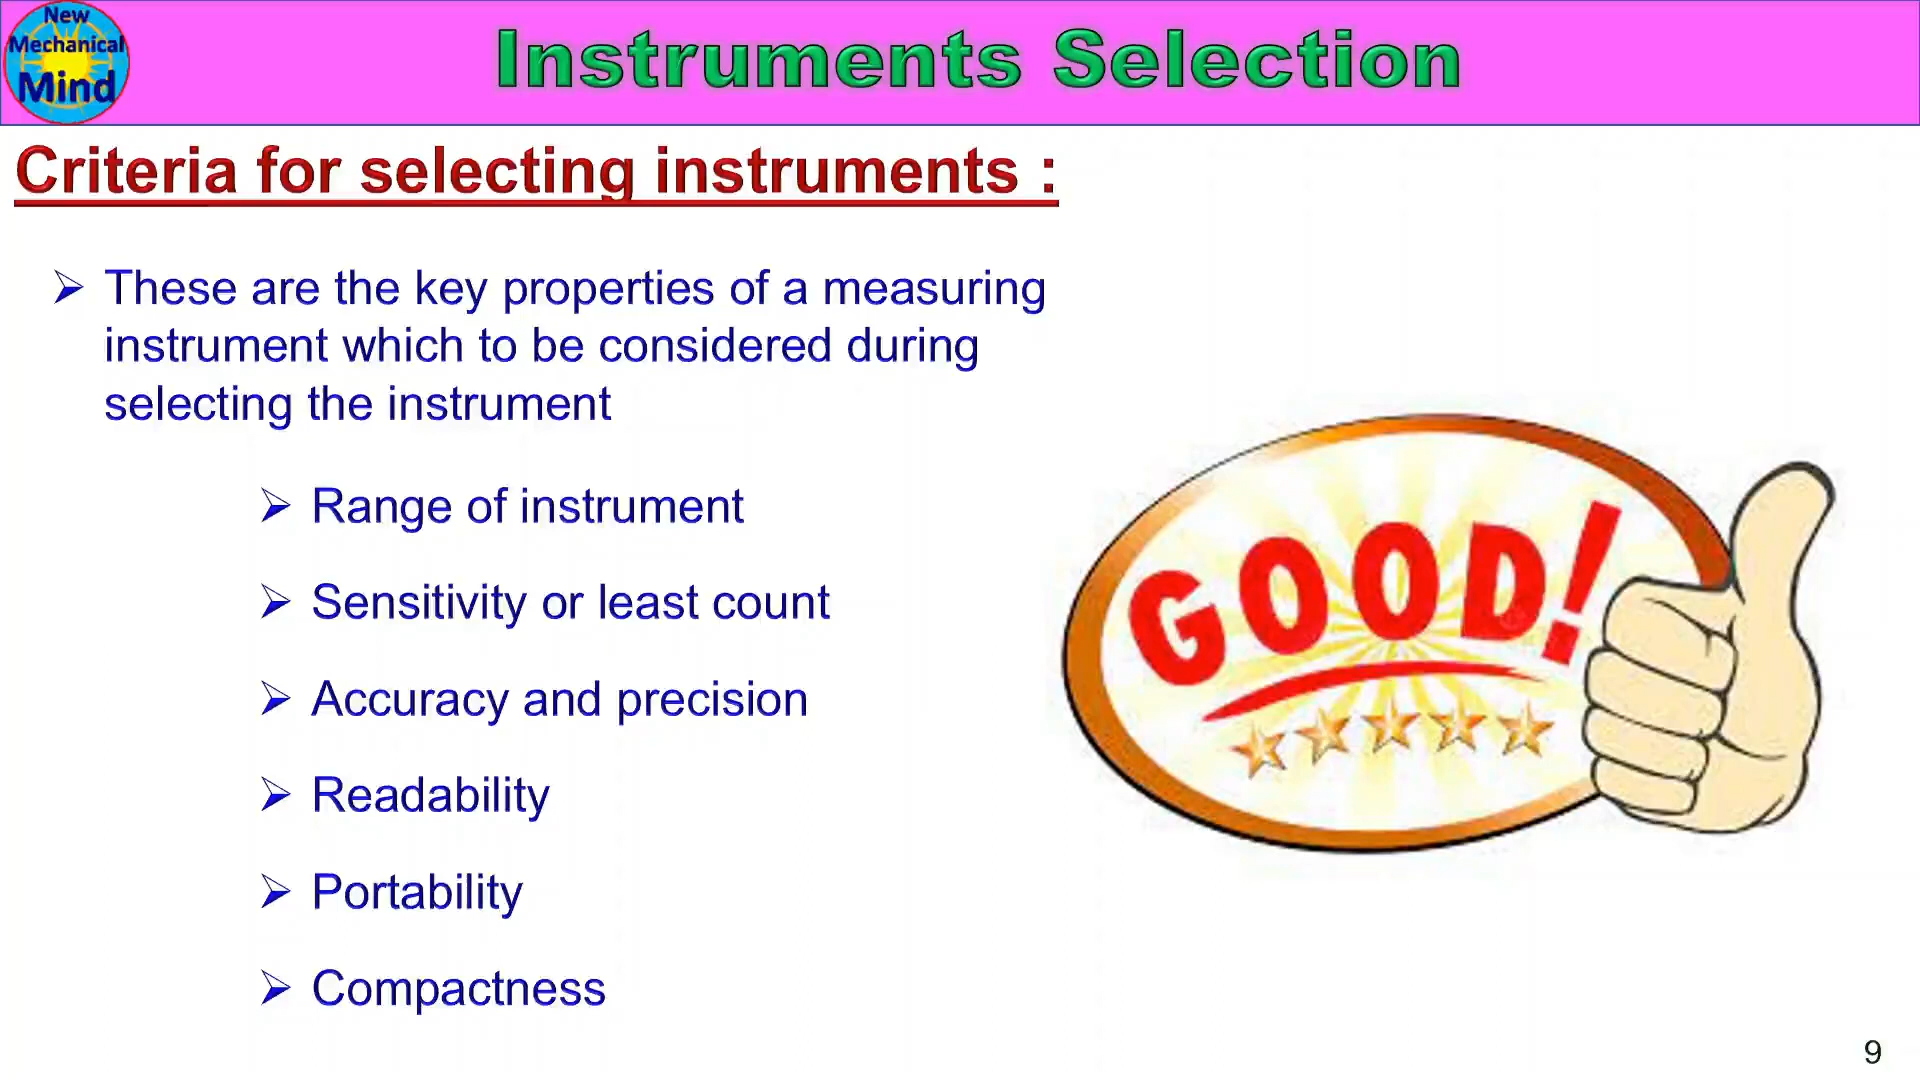 New
Mechanical
Mind
Instruments Selection
Criteria for selecting instruments :
These are the key properties of a measuring
instrument which to be considered during
selecting the instrument
Range of instrument
Sensitivity or least count
Accuracy and precision
Readability
Portability
Compactness
GOOD!
9